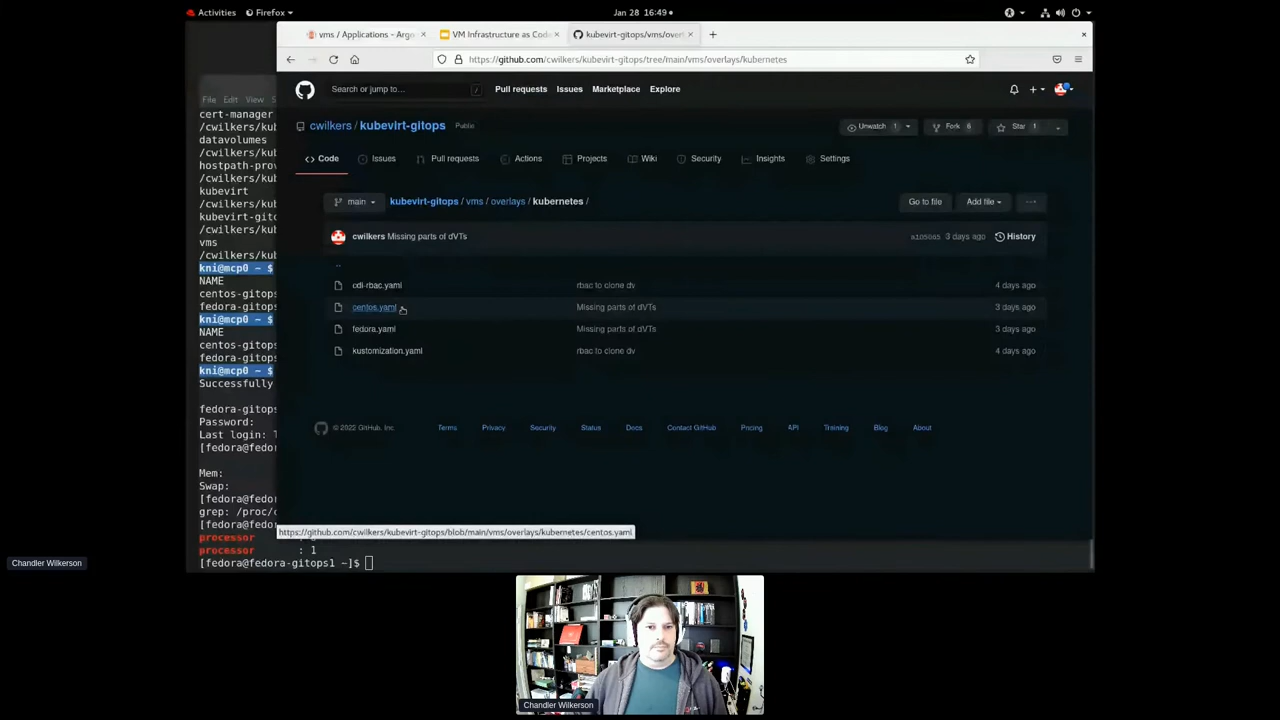 Activities Firefox Jan 28 16:49
vms / Applications - Argo VM Infrastructure as Code kubevirt-gitops/vms/over
https://github.com/cwilkers/kubevirt-gitops/tree/main/vms/overlays/kubernetes
Search or jump to... / Pull requests Issues Marketplace Explore
cwilkers / kubevirt-gitops Public Unwatch 1 Fork 6 Star 1
Code Issues Pull requests Actions Projects Wiki Security Insights Settings
main kubevirt-gitops / vms / overlays / kubernetes / Go to file Add file ...
cwilkers Missing parts of dVTs 3 days ago History
..
cdi-rbac.yaml rbac to clone dv 4 days ago
centos.yaml Missing parts of dVTs 3 days ago
fedora.yaml Missing parts of dVTs 3 days ago
kustomization.yaml rbac to clone dv 4 days ago
© 2022 GitHub, Inc. Terms Privacy Security Status Docs Contact GitHub Pricing API Training Blog About
https://github.com/cwilkers/kubevirt-gitops/blob/main/vms/overlays/kubernetes/centos.yaml
File Edit View
cert-manager
/cwilkers/kub
datavolumes
/cwilkers/kub
hostpath-prov
/cwilkers/kub
kubevirt
/cwilkers/kub
kubevirt-gito
/cwilkers/kub
vms
/cwilkers/kub
kni@mcp0 ~ $
NAME
centos-gitops
fedora-gitops
kni@mcp0 ~ $
NAME
centos-gitops
fedora-gitops
kni@mcp0 ~ $
Successfully
fedora-gitops
Password:
Last login:
[fedora@fedo
Mem:
Swap:
[fedora@fedo
grep: /proc/c
[fedora@fedo
processor
processor : 1
[fedora@fedora-gitops1 ~]$
Chandler Wilkerson
Chandler Wilkerson